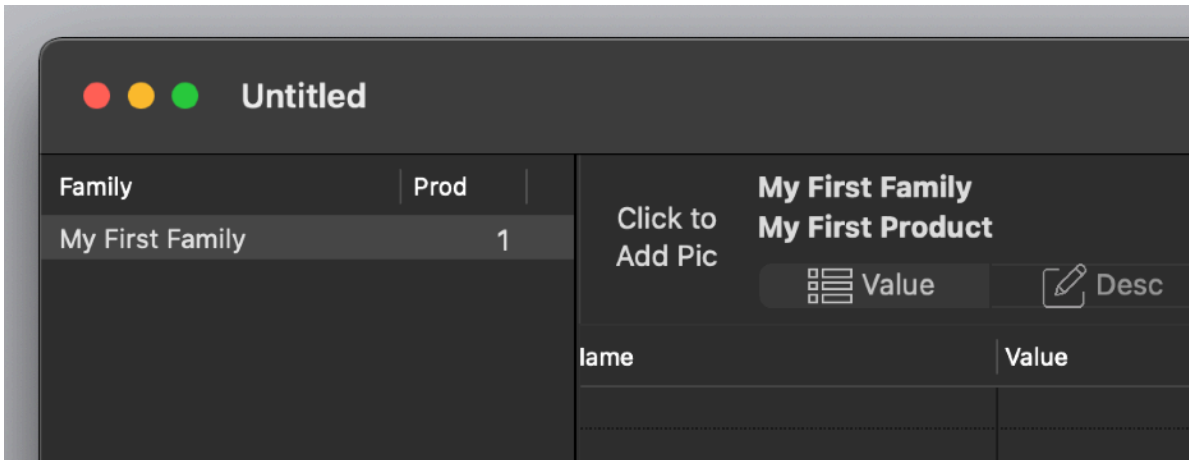 Untitled
Family Prod
My First Family 1
Click to
Add Pic
My First Family
My First Product
Value Desc
lame Value